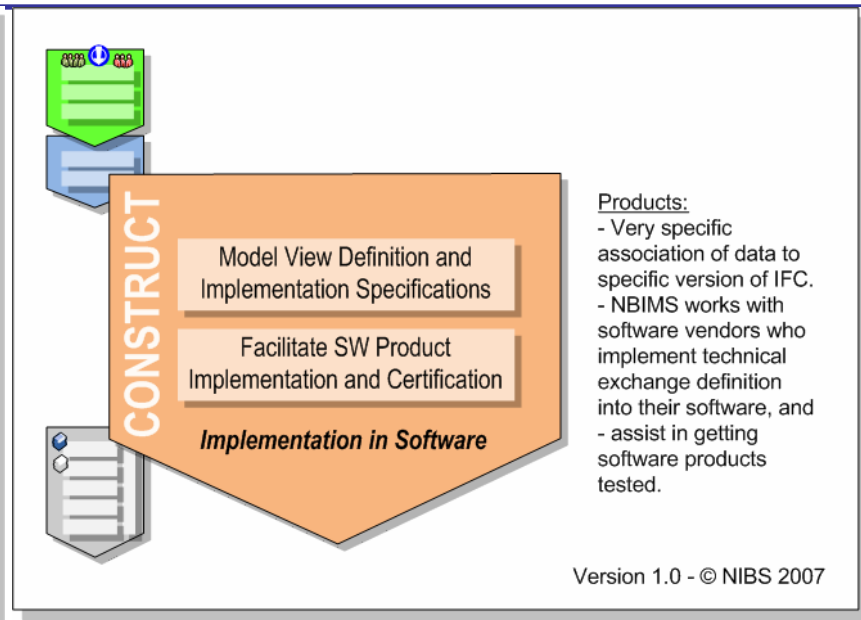 CONSTRUCT
Model View Definition and
Implementation Specifications
Facilitate SW Product
Implementation and Certification
Implementation in Software
Products:
- Very specific
association of data to
specific version of IFC.
- NBIMS works with
software vendors who
implement technical
exchange definition
into their software, and
- assist in getting
software products
tested.
Version 1.0 - © NIBS 2007